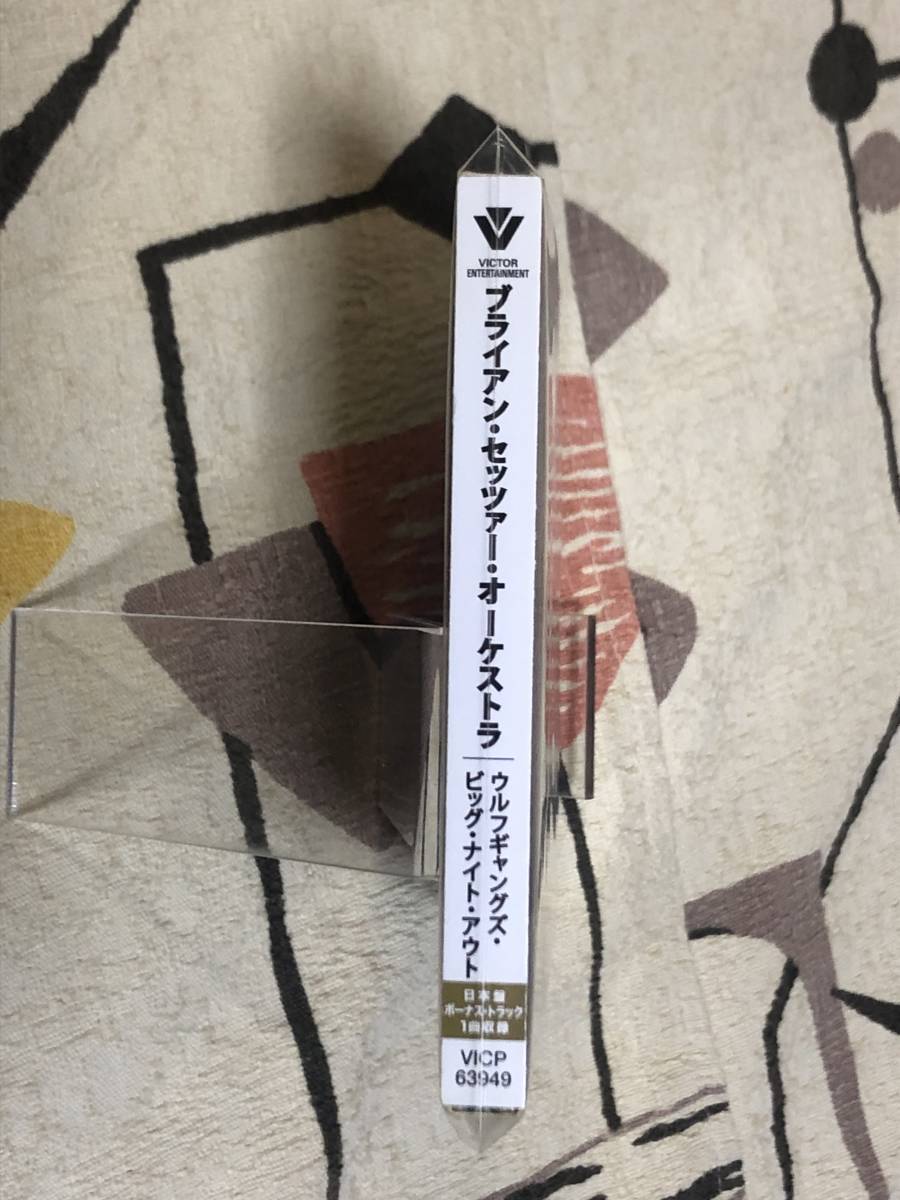 VICTOR
ENTERTAINMENT
ブライアン・セッツァー・オーケストラ
ウルフギャングズ・
ビッグ・ナイト・アウト
日本盤
ボーナス・トラック
1曲収録
VICP
63949